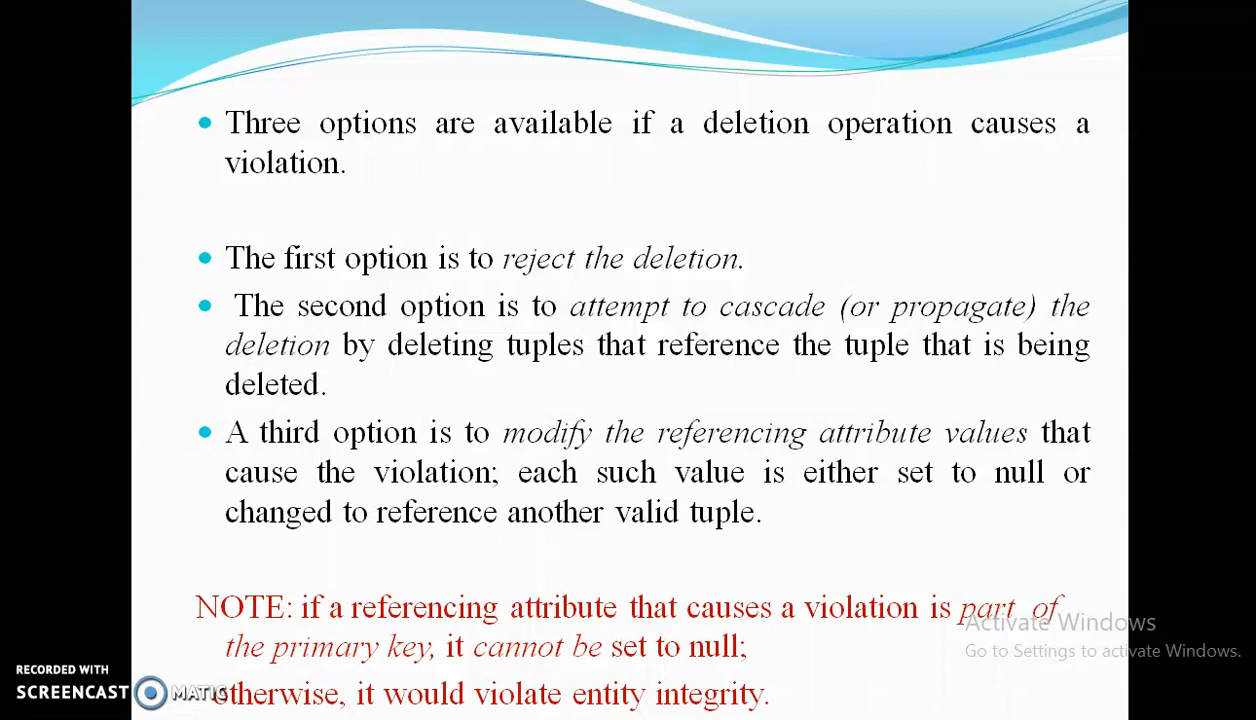 Three options are available if a deletion operation causes a
violation.
The first option is to reject the deletion.
The second option is to attempt to cascade (or propagate) the
deletion by deleting tuples that reference the tuple that is being
deleted.
A third option is to modify the referencing attribute values that
cause the violation; each such value is either set to null or
changed to reference another valid tuple.
NOTE: if a referencing attribute that causes a violation is part of
the primary key, it cannot be set to null;
otherwise, it would violate entity integrity.
Activate Windows
Go to Settings to activate Windows.
RECORDED WITH
SCREENCAST MATIC